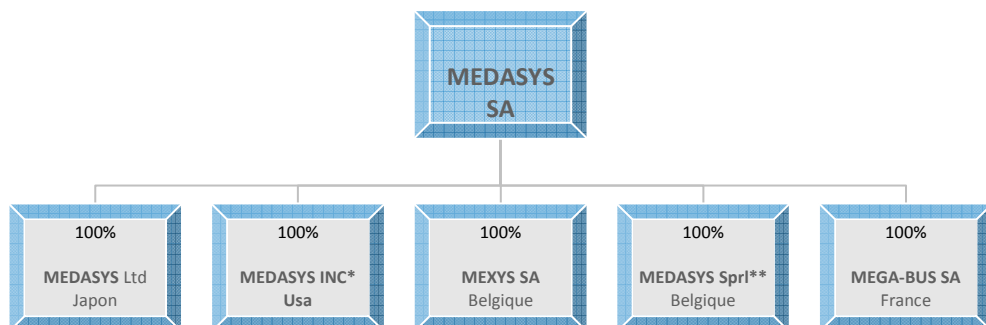 MEDASYS
SA
100%
MEDASYS Ltd
Japon
100%
MEDASYS INC*
Usa
100%
MEXYS SA
Belgique
100%
MEDASYS Sprl**
Belgique
100%
MEGA-BUS SA
France